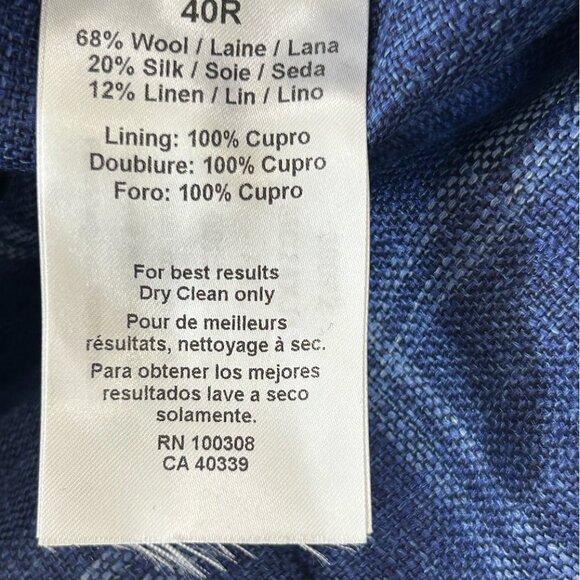 40R
68% Wool / Laine / Lana
20% Silk / Soie / Seda
12% Linen / Lin / Lino
Lining: 100% Cupro
Doublure: 100% Cupro
Foro: 100% Cupro
For best results
Dry Clean only
Pour de meilleurs
résultats, nettoyage à sec.
Para obtener los mejores
resultados lave a seco
solamente.
RN 100308
CA 40339